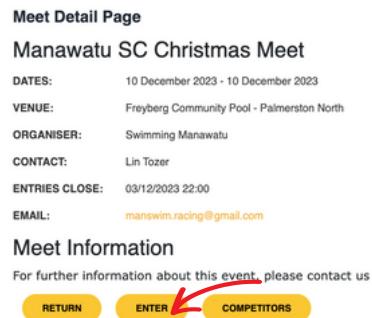 Meet Detail Page
Manawatu SC Christmas Meet
DATES: 10 December 2023 - 10 December 2023
VENUE: Freyberg Community Pool - Palmerston North
ORGANISER: Swimming Manawatu
CONTACT: Lin Tozer
ENTRIES CLOSE: 03/12/2023 22:00
EMAIL: manswim.racing@gmail.com
Meet Information
For further information about this event, please contact us
RETURN ENTER COMPETITORS